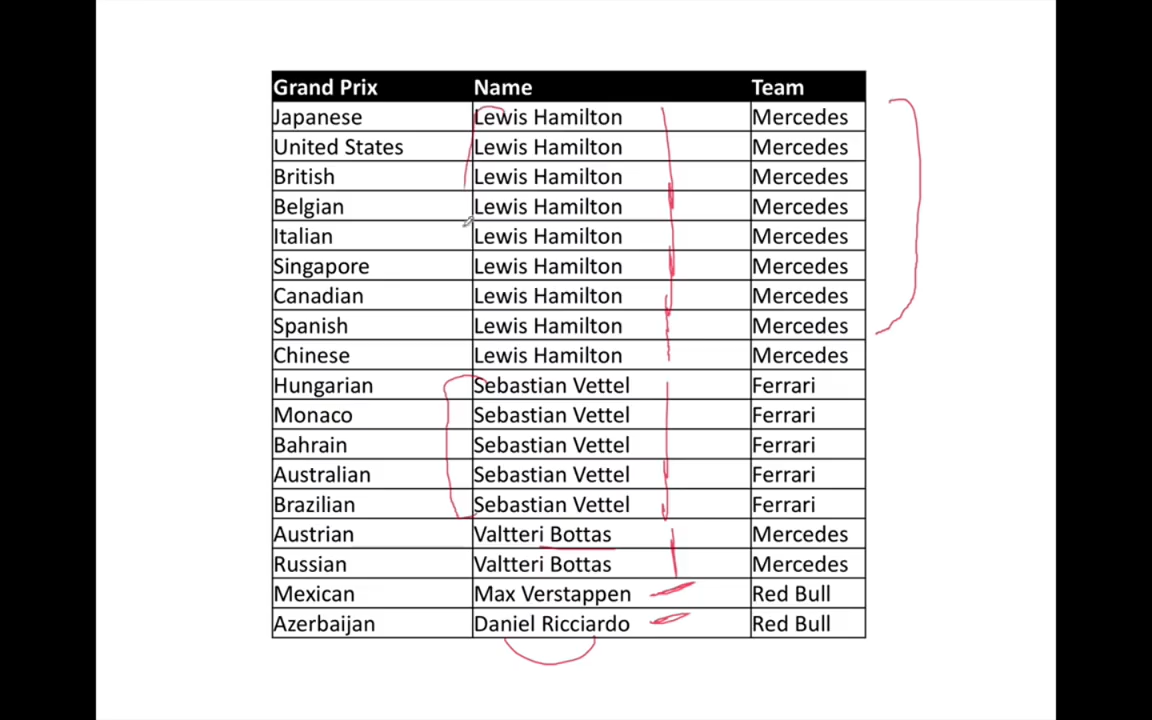 Grand Prix Name Team
Japanese Lewis Hamilton Mercedes
United States Lewis Hamilton Mercedes
British Lewis Hamilton Mercedes
Belgian Lewis Hamilton Mercedes
Italian Lewis Hamilton Mercedes
Singapore Lewis Hamilton Mercedes
Canadian Lewis Hamilton Mercedes
Spanish Lewis Hamilton Mercedes
Chinese Lewis Hamilton Mercedes
Hungarian Sebastian Vettel Ferrari
Monaco Sebastian Vettel Ferrari
Bahrain Sebastian Vettel Ferrari
Australian Sebastian Vettel Ferrari
Brazilian Sebastian Vettel Ferrari
Austrian Valtteri Bottas Mercedes
Russian Valtteri Bottas Mercedes
Mexican Max Verstappen Red Bull
Azerbaijan Daniel Ricciardo Red Bull